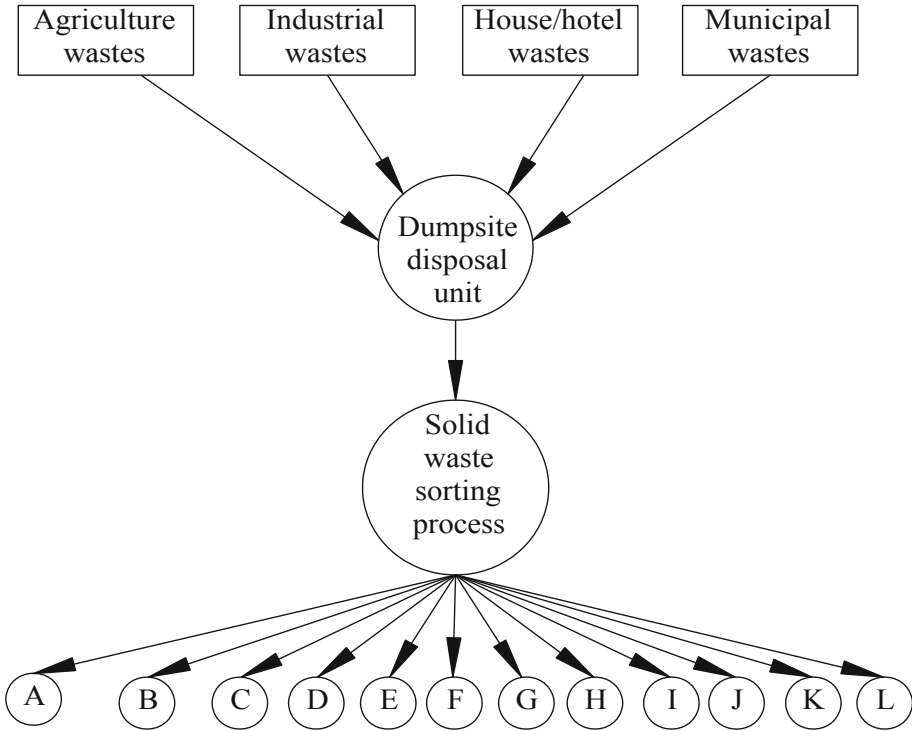 Agriculture
wastes
Industrial
wastes
House/hotel
wastes
Municipal
wastes
Dumpsite
disposal
unit
Solid
waste
sorting
process
A
B
C
D
E
F
G
H
I
J
K
L